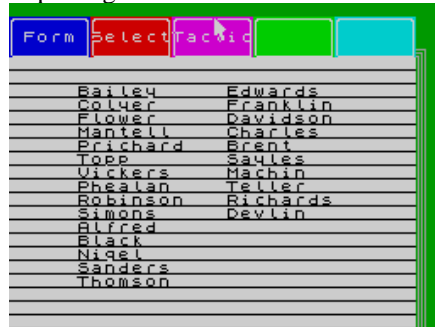 Form Select Tactic
Bailey Edwards
Colyer Franklin
Flower Davidson
Mantell Charles
Prichard Brent
Topp Sayles
Vickers Machin
Phealan Teller
Robinson Richards
Simons Devlin
Alfred
Black
Nigel
Sanders
Thomson